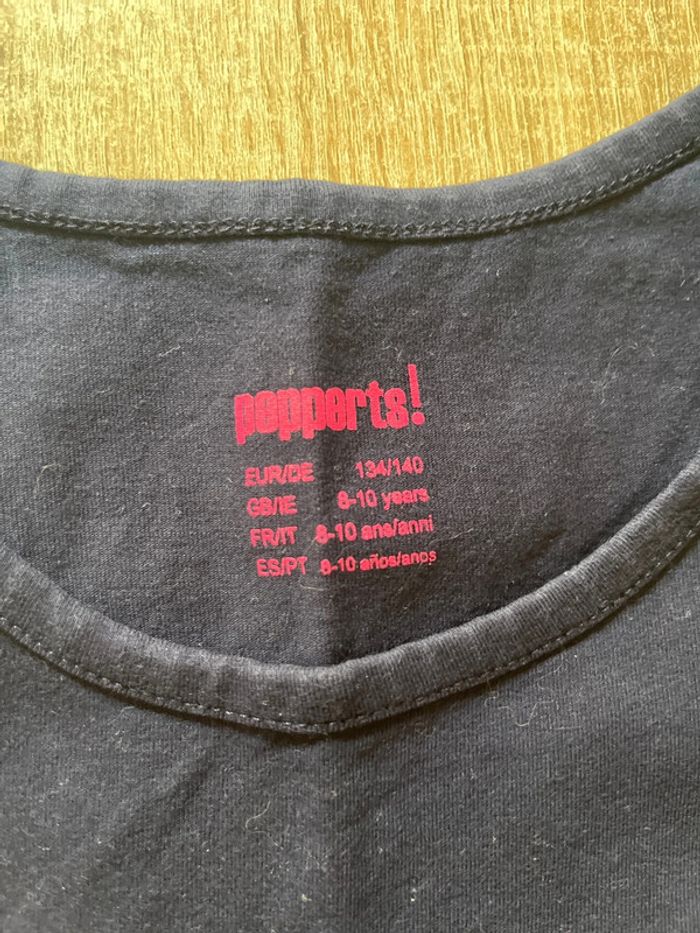 pepperts!
EUR/DE 134/140
GB/IE 8-10 years
FR/IT 8-10 ans/anni
ES/PT 8-10 años/anos